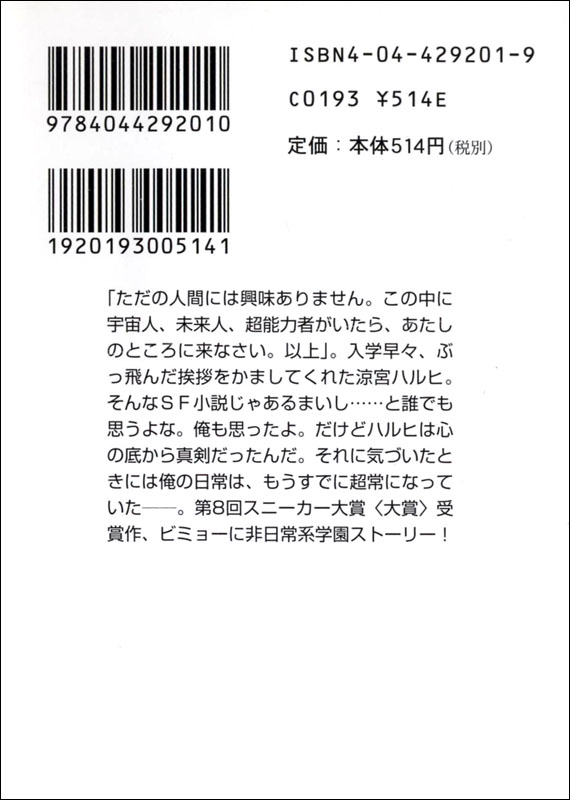 ISBN4-04-429201-9
C0193 ¥514E
定価：本体514円(税別)
9784044292010
1920193005141
「ただの人間には興味ありません。この中に
宇宙人、未来人、超能力者がいたら、あたし
のところに来なさい。以上」。入学早々、ぶ
っ飛んだ挨拶をかましてくれた涼宮ハルヒ。
そんなＳＦ小説じゃあるまいし……と誰でも
思うよな。俺も思ったよ。だけどハルヒは心
の底から真剣だったんだ。それに気づいたと
きには俺の日常は、もうすでに超常になって
いた――。第8回スニーカー大賞〈大賞〉受
賞作、ビミョーに非日常系学園ストーリー！